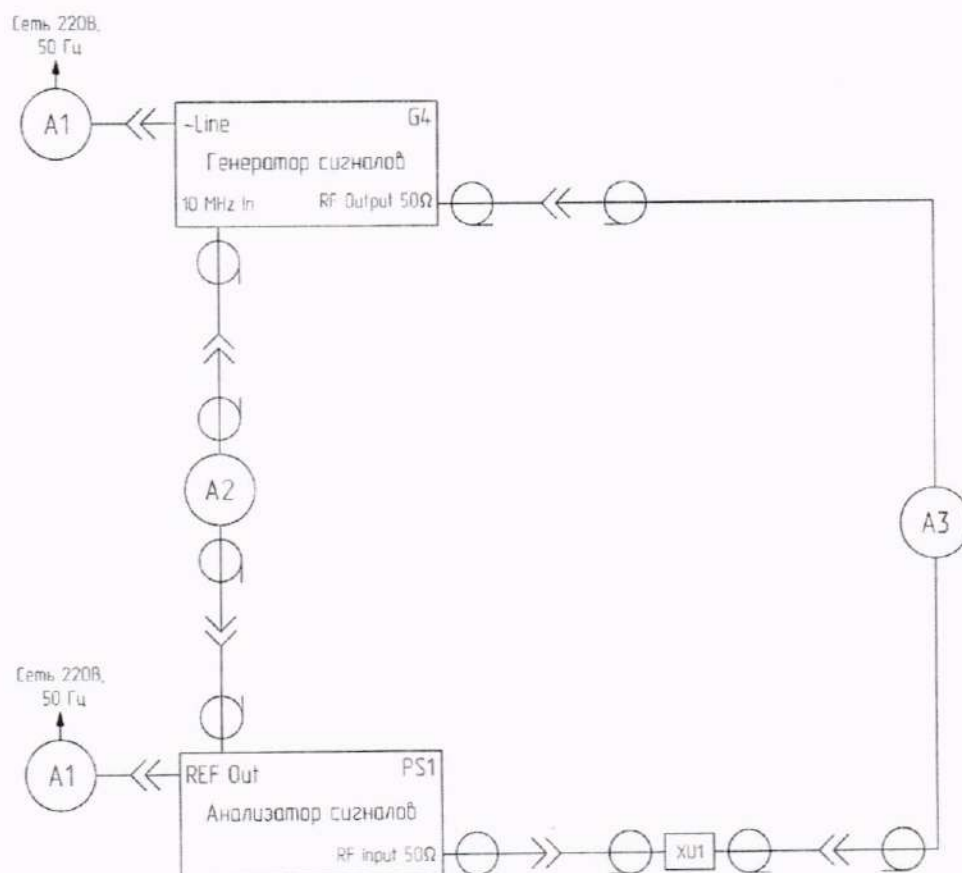 Сеть 220В,
50 Гц
A1
~Line
G4
Генератор сигналов
10 MHz In
RF Output 50Ω
A2
A3
Сеть 220В,
50 Гц
A1
REF Out
PS1
Анализатор сигналов
RF input 50Ω
XU1